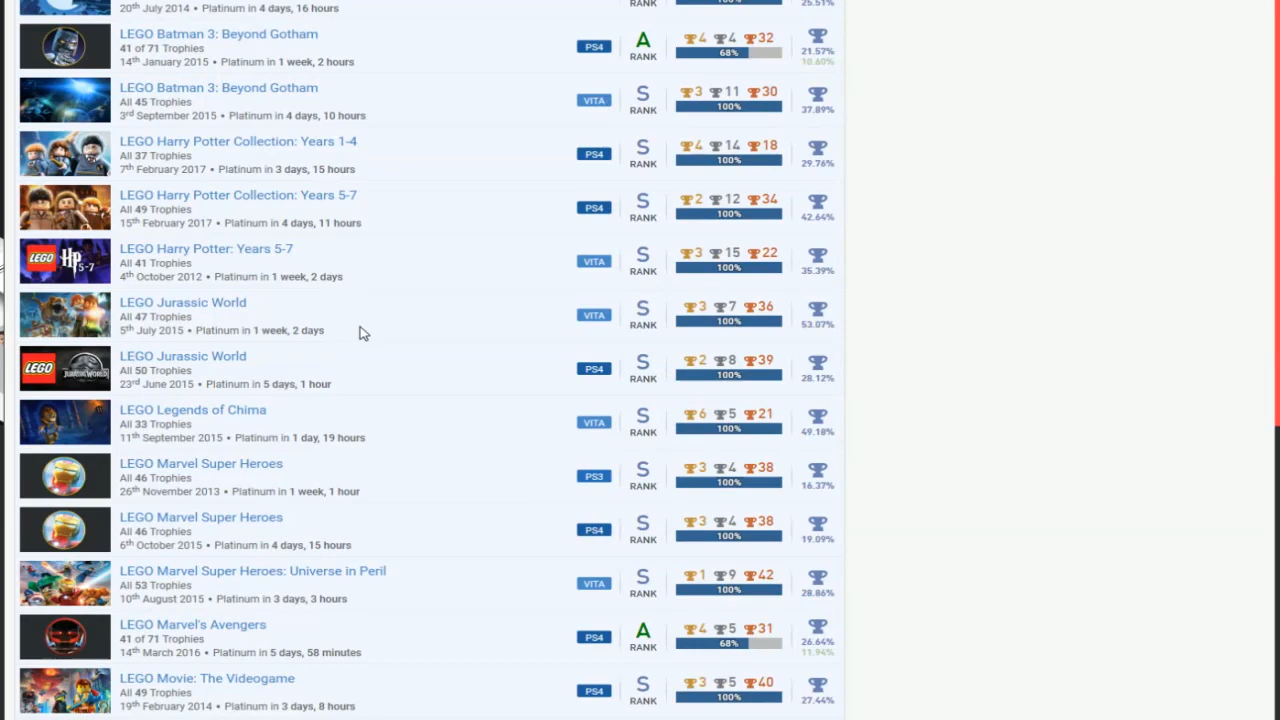 20th July 2014 • Platinum in 4 days, 16 hours RANK 100% 25.51%
LEGO Batman 3: Beyond Gotham
41 of 71 Trophies
14th January 2015 • Platinum in 1 week, 2 hours
PS4 A RANK 4 4 32 68% 21.57% 10.60%
LEGO Batman 3: Beyond Gotham
All 45 Trophies
3rd September 2015 • Platinum in 4 days, 10 hours
VITA S RANK 3 11 30 100% 37.89%
LEGO Harry Potter Collection: Years 1-4
All 37 Trophies
7th February 2017 • Platinum in 3 days, 15 hours
PS4 S RANK 4 14 18 100% 29.76%
LEGO Harry Potter Collection: Years 5-7
All 49 Trophies
15th February 2017 • Platinum in 4 days, 11 hours
PS4 S RANK 2 12 34 100% 42.64%
LEGO HP 5-7
LEGO Harry Potter: Years 5-7
All 41 Trophies
4th October 2012 • Platinum in 1 week, 2 days
VITA S RANK 3 15 22 100% 35.39%
LEGO Jurassic World
All 47 Trophies
5th July 2015 • Platinum in 1 week, 2 days
VITA S RANK 3 7 36 100% 53.07%
LEGO JURASSIC WORLD
LEGO Jurassic World
All 50 Trophies
23rd June 2015 • Platinum in 5 days, 1 hour
PS4 S RANK 2 8 39 100% 28.12%
LEGO Legends of Chima
All 33 Trophies
11th September 2015 • Platinum in 1 day, 19 hours
VITA S RANK 6 5 21 100% 49.18%
LEGO Marvel Super Heroes
All 46 Trophies
26th November 2013 • Platinum in 1 week, 1 hour
PS3 S RANK 3 4 38 100% 16.37%
LEGO Marvel Super Heroes
All 46 Trophies
6th October 2015 • Platinum in 4 days, 15 hours
PS4 S RANK 3 4 38 100% 19.09%
LEGO Marvel Super Heroes: Universe in Peril
All 53 Trophies
10th August 2015 • Platinum in 3 days, 3 hours
VITA S RANK 1 9 42 100% 28.86%
LEGO Marvel's Avengers
41 of 71 Trophies
14th March 2016 • Platinum in 5 days, 58 minutes
PS4 A RANK 4 5 31 68% 26.64% 11.94%
LEGO Movie: The Videogame
All 49 Trophies
19th February 2014 • Platinum in 3 days, 8 hours
PS4 S RANK 3 5 40 100% 27.44%